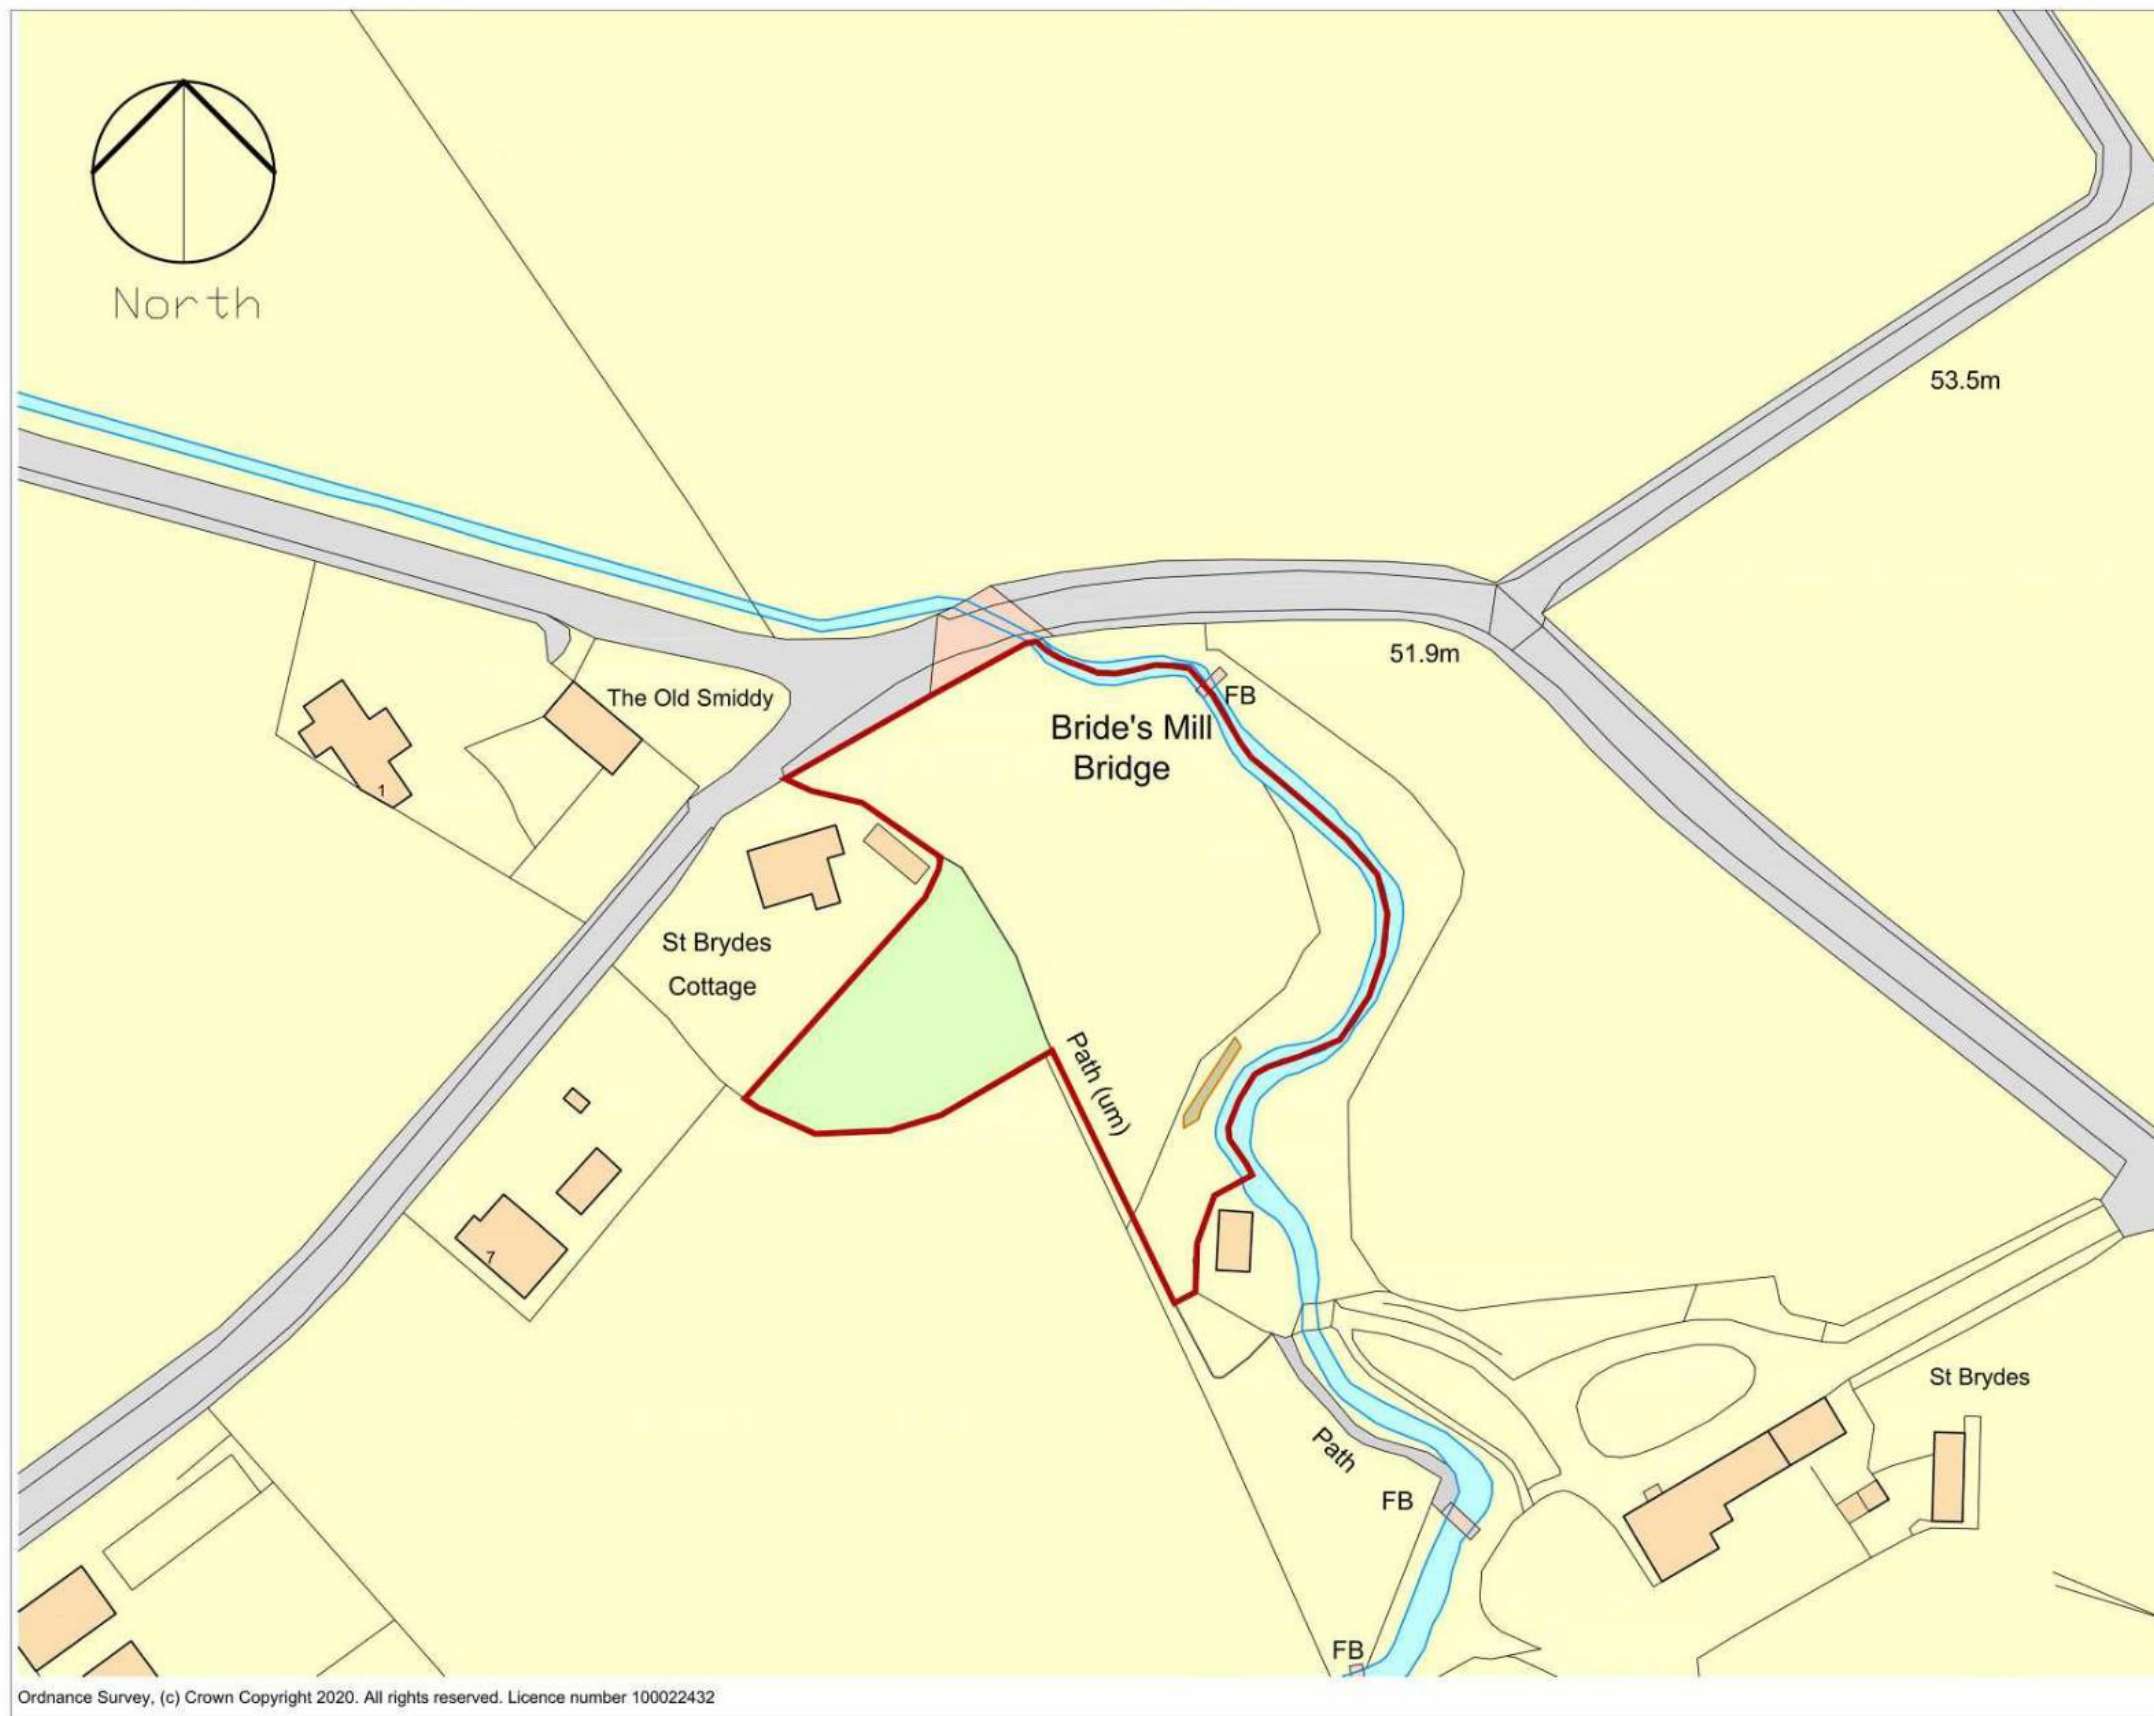 North
53.5m
51.9m
The Old Smiddy
FB
Bride's Mill
Bridge
1
St Brydes
Cottage
Path (um)
7
St Brydes
Path
FB
FB
Ordnance Survey, (c) Crown Copyright 2020. All rights reserved. Licence number 100022432